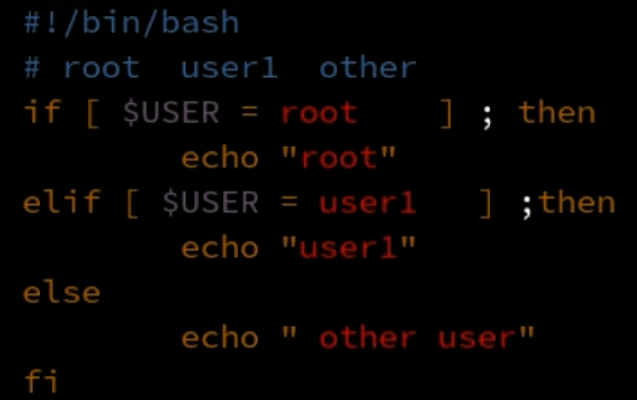 #!/bin/bash
# root  user1  other
if [ $USER = root    ] ; then
        echo "root"
elif [ $USER = user1   ] ;then
        echo "user1"
else
        echo " other user"
fi